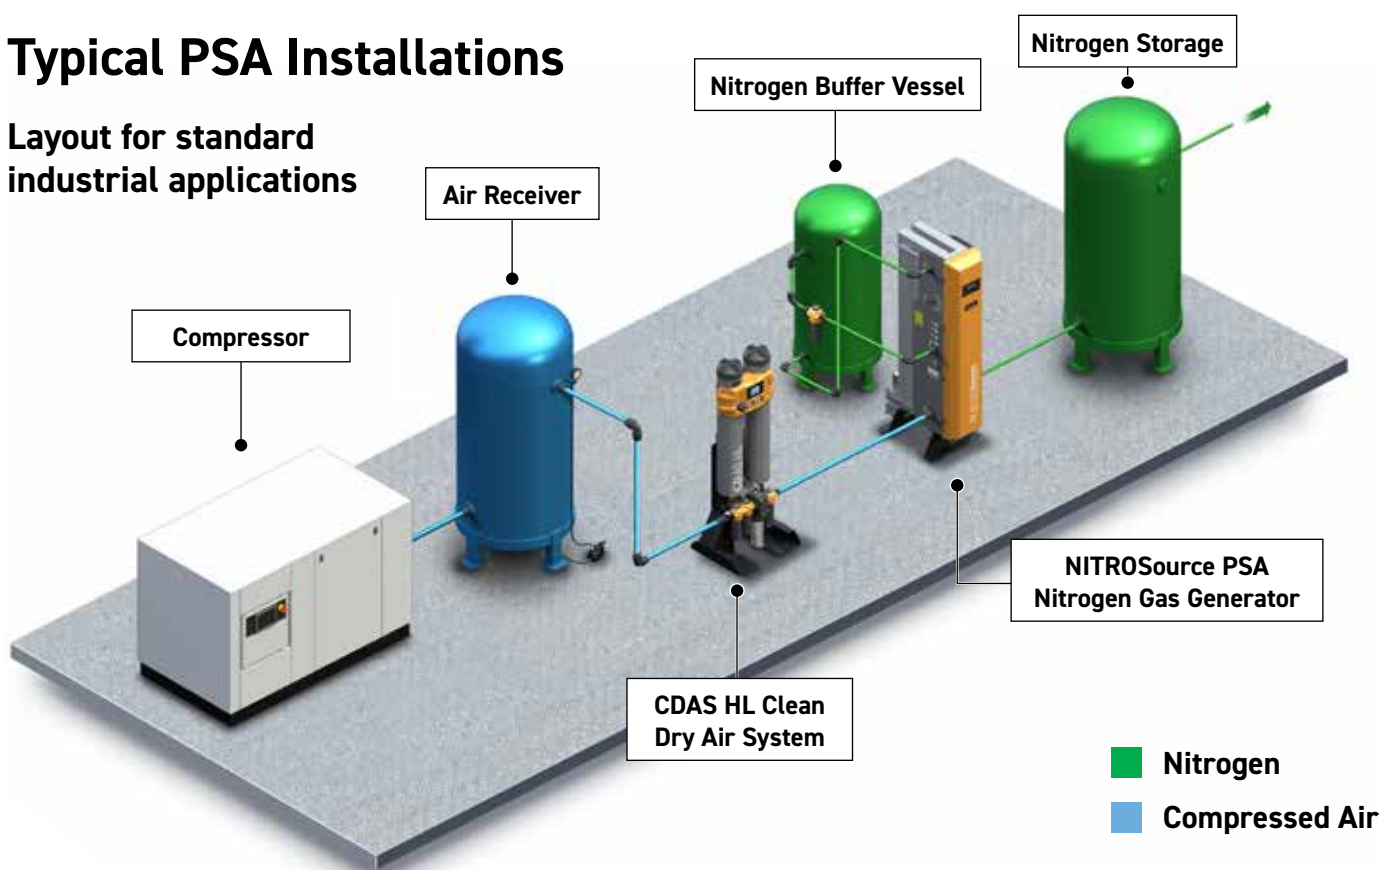 Typical PSA Installations
Layout for standard
industrial applications
Nitrogen Storage
Nitrogen Buffer Vessel
Air Receiver
Compressor
NITROSource PSA
Nitrogen Gas Generator
CDAS HL Clean
Dry Air System
Nitrogen
Compressed Air